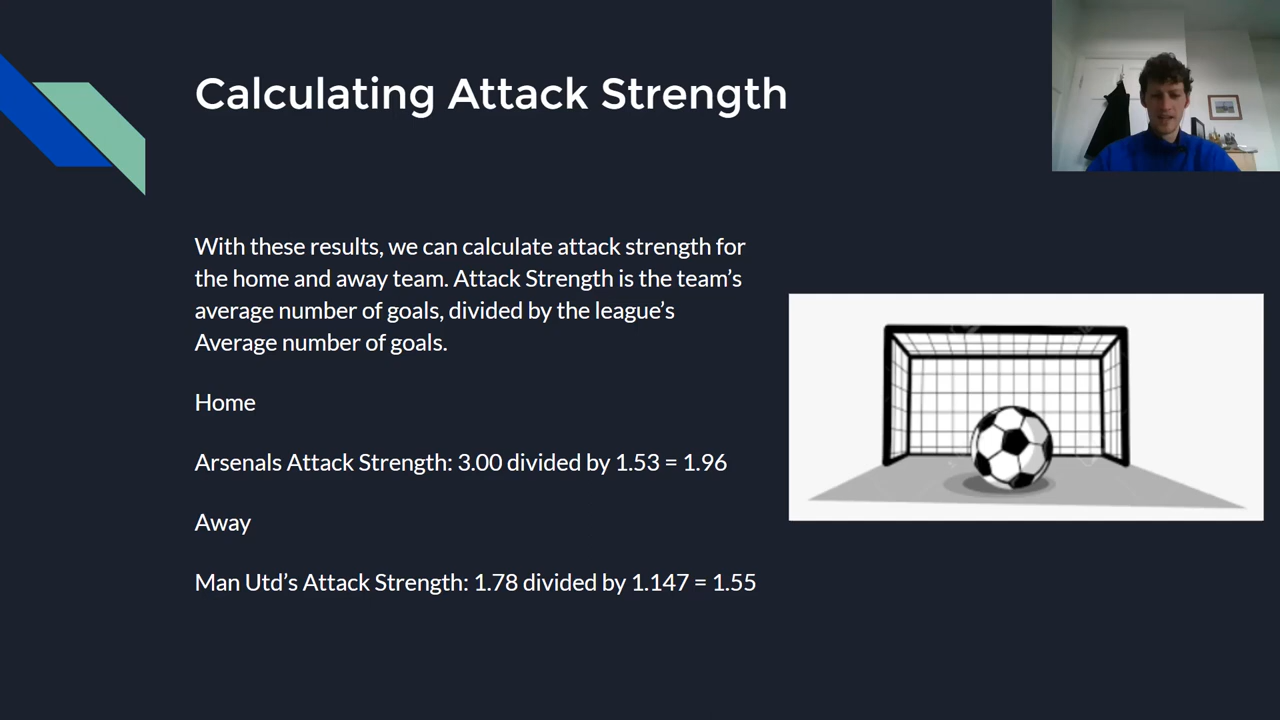 Calculating Attack Strength
With these results, we can calculate attack strength for
the home and away team. Attack Strength is the team's
average number of goals, divided by the league's
Average number of goals.
Home
Arsenals Attack Strength: 3.00 divided by 1.53 = 1.96
Away
Man Utd's Attack Strength: 1.78 divided by 1.147 = 1.55